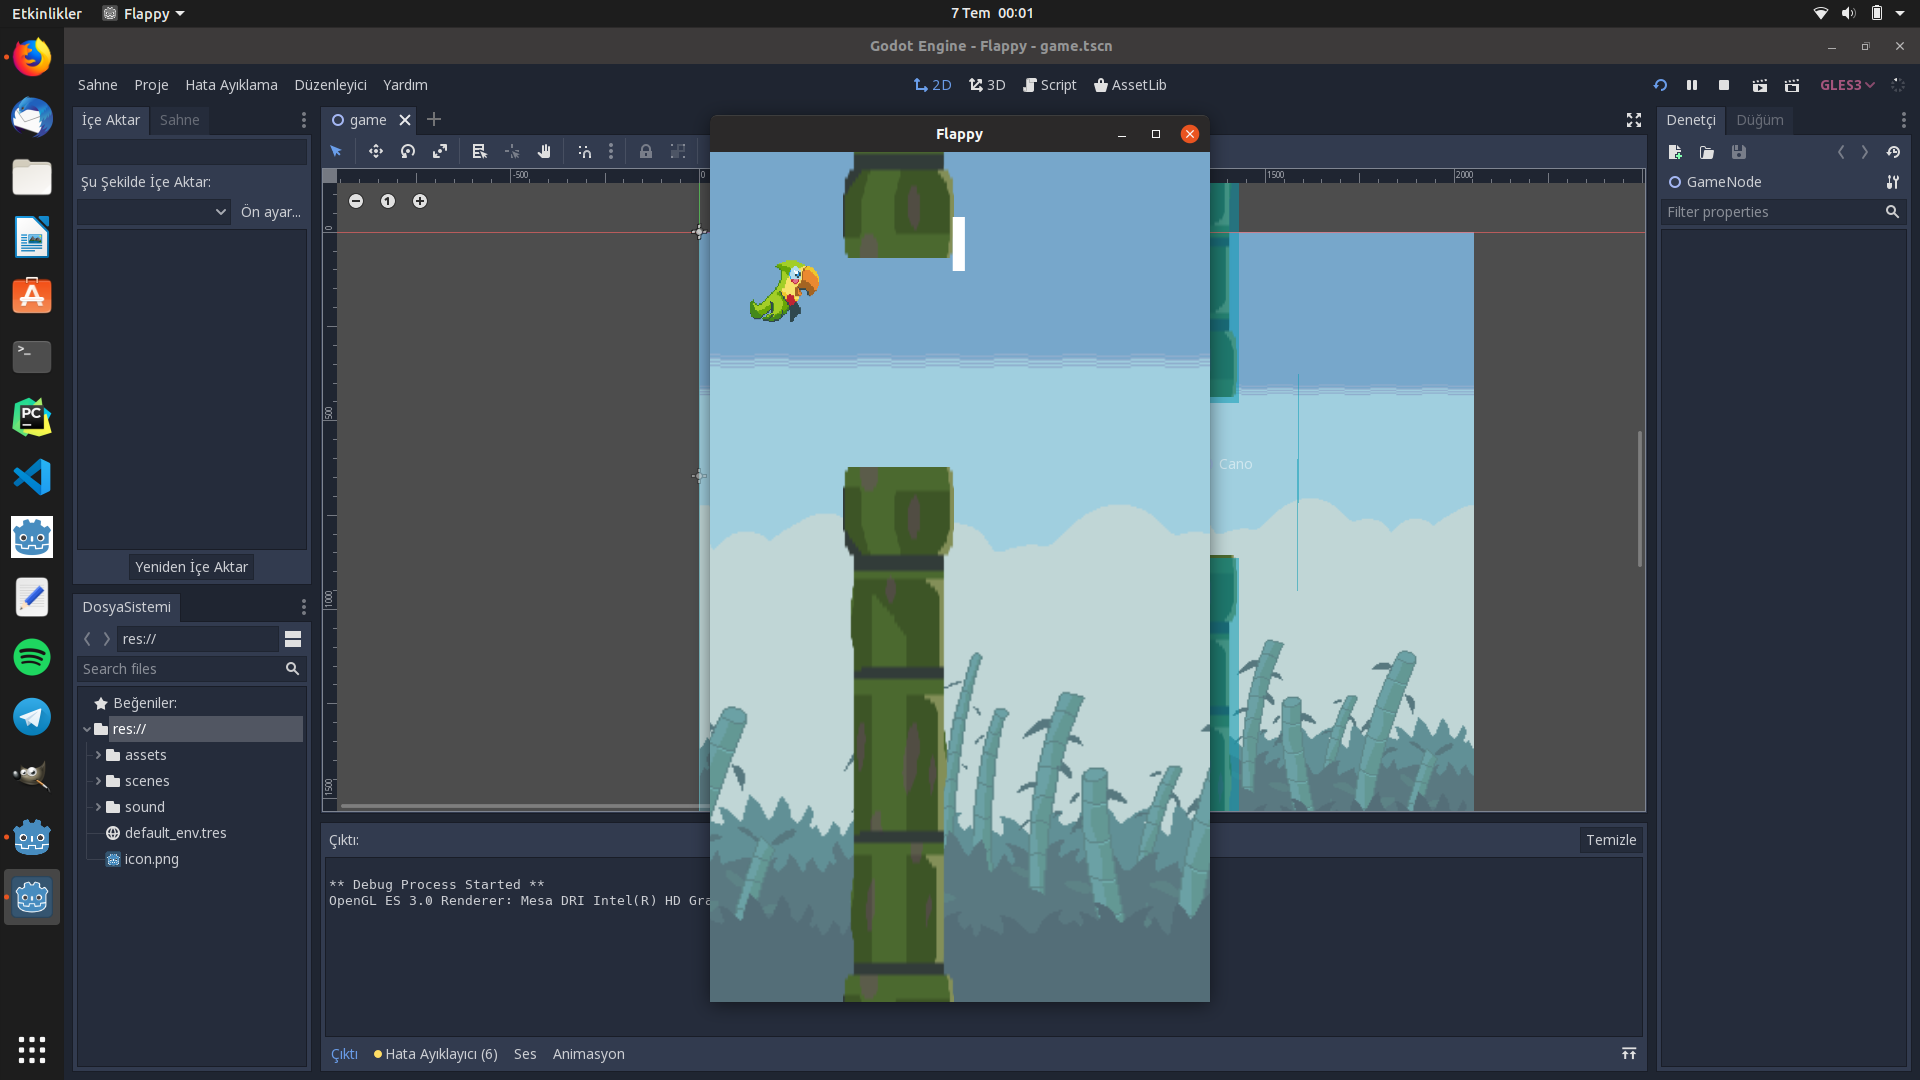 Etkinlikler
Flappy
7 Tem 00:01
Godot Engine - Flappy - game.tscn
Sahne Proje Hata Ayıklama Düzenleyici Yardım
2D 3D Script AssetLib
GLES3
İçe Aktar Sahne
game
Flappy
Denetçi Düğüm
Şu Şekilde İçe Aktar:
Ön ayar...
-500 0 1500 2000
1
GameNode
Filter properties
0
500
1000
1500
Cano
Yeniden İçe Aktar
DosyaSistemi
res://
Search files
Beğeniler:
res://
assets
scenes
sound
default_env.tres
icon.png
>_
PC
Çıktı:
Temizle
** Debug Process Started **
OpenGL ES 3.0 Renderer: Mesa DRI Intel(R) HD Gra
1
Çıktı Hata Ayıklayıcı (6) Ses Animasyon